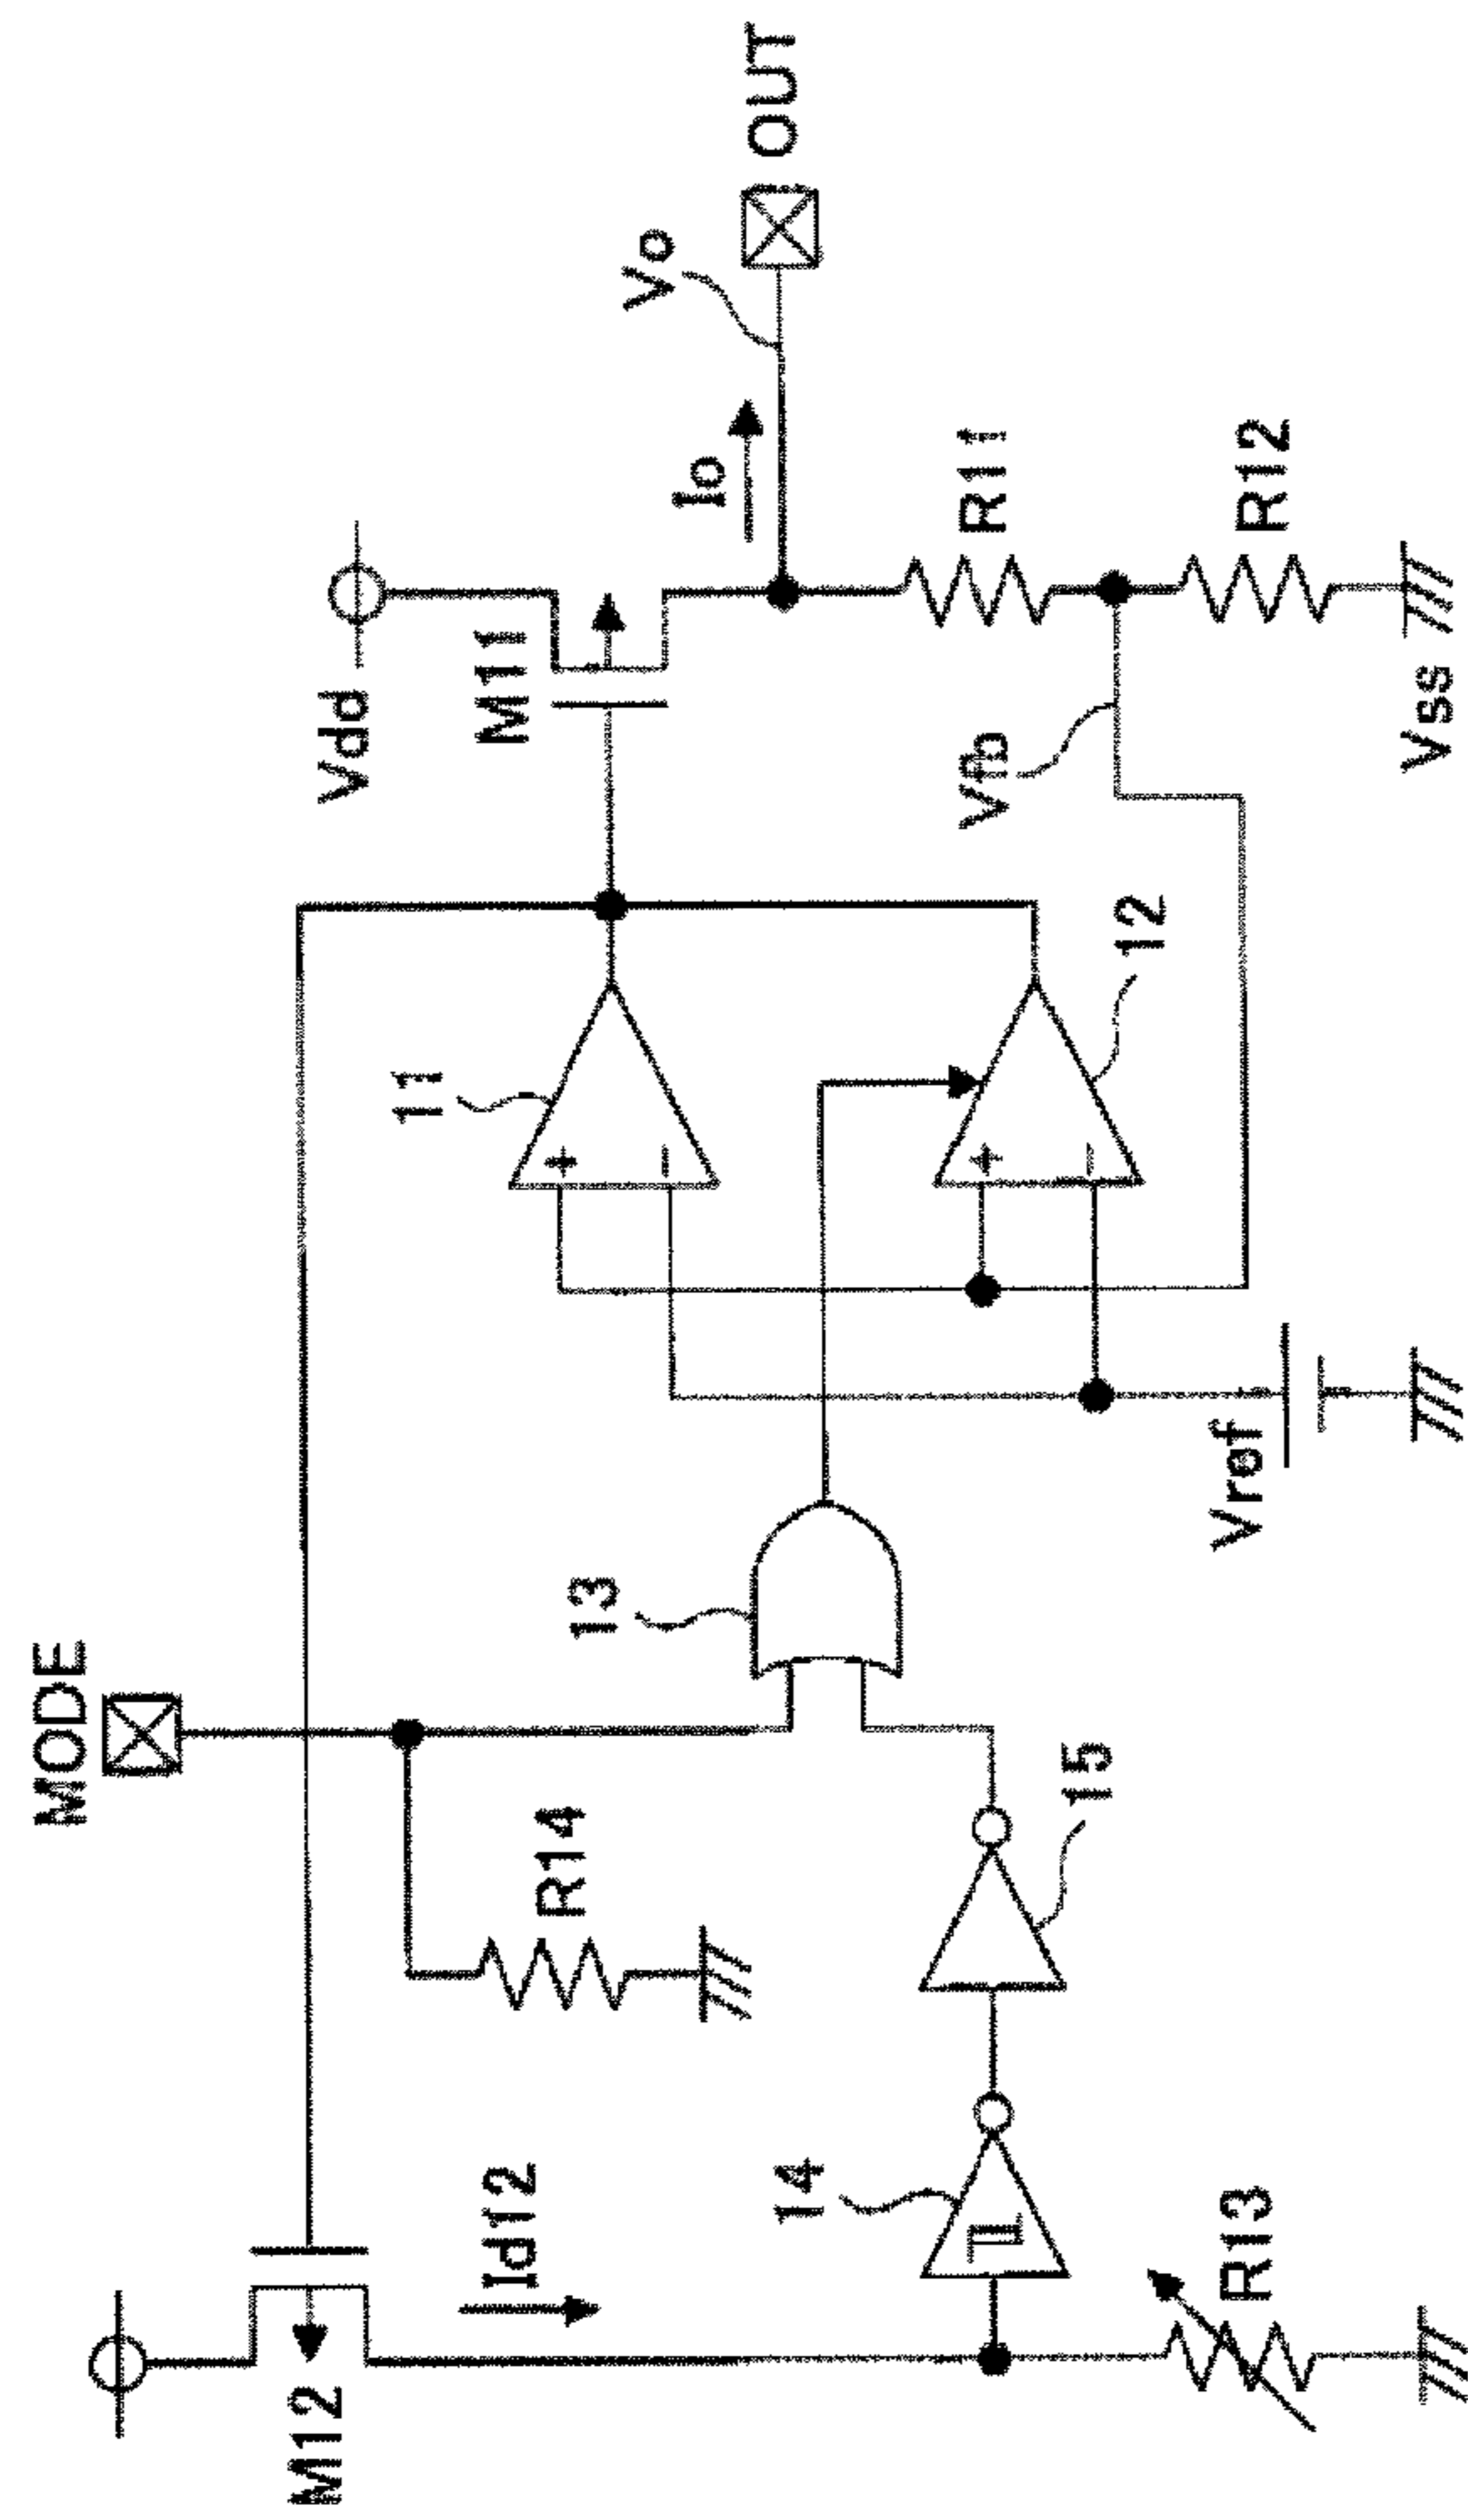 MODE
Vdd
M11
Vo
OUT
Io
R11
R12
Vfb
Vss
11
12
13
Vref
R14
15
14
R13
Id12
M12